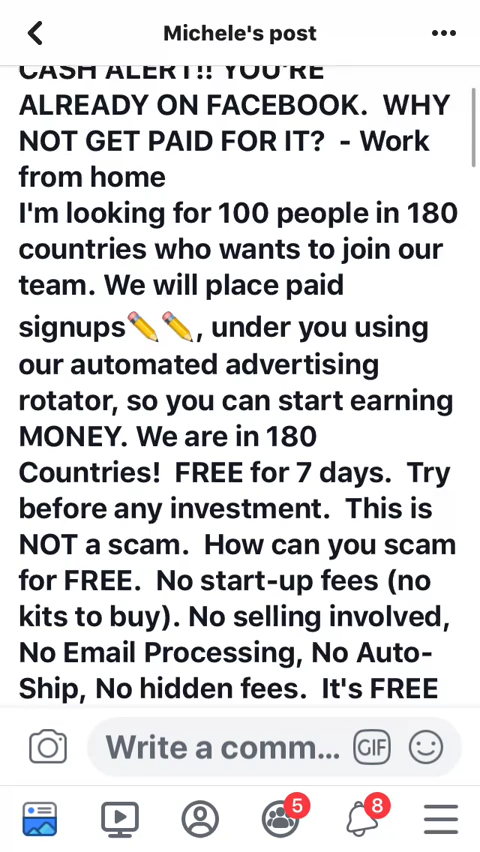 Michele's post
CASH ALERT!! YOU'RE
ALREADY ON FACEBOOK.  WHY
NOT GET PAID FOR IT?  - Work
from home
I'm looking for 100 people in 180
countries who wants to join our
team. We will place paid
signups✏️✏️, under you using
our automated advertising
rotator, so you can start earning
MONEY. We are in 180
Countries!  FREE for 7 days.  Try
before any investment.  This is
NOT a scam.  How can you scam
for FREE.  No start-up fees (no
kits to buy). No selling involved,
No Email Processing, No Auto-
Ship, No hidden fees.  It's FREE
Write a comm... GIF
5 8